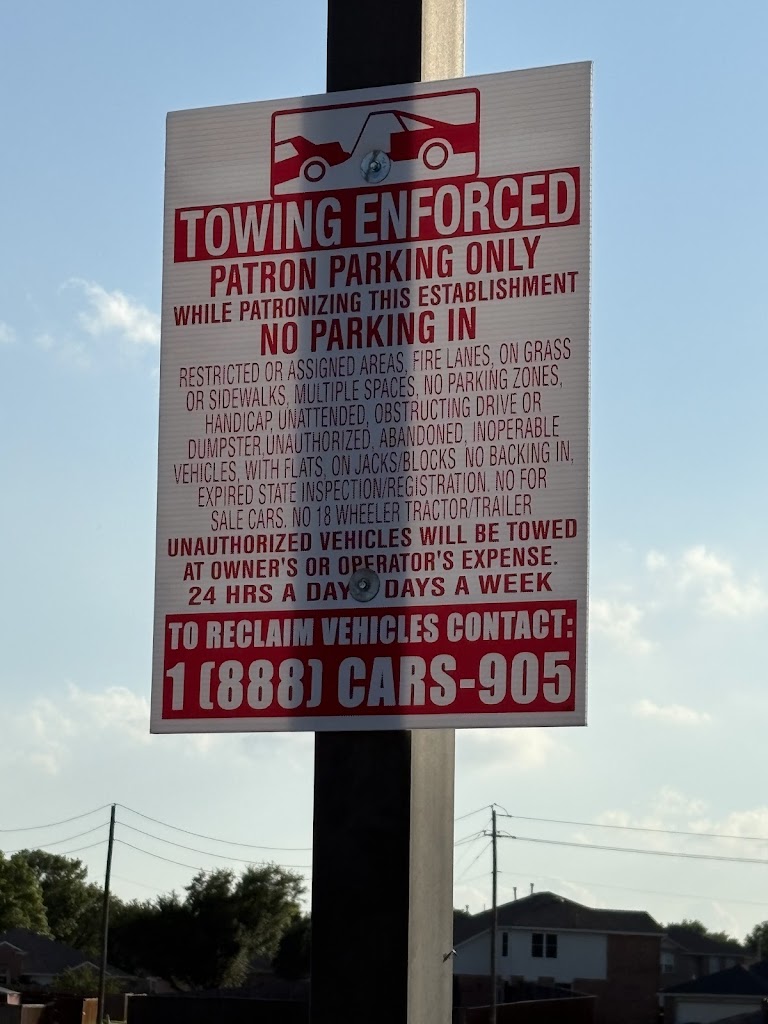 TOWING ENFORCED
PATRON PARKING ONLY
WHILE PATRONIZING THIS ESTABLISHMENT
NO PARKING IN
RESTRICTED OR ASSIGNED AREAS, FIRE LANES, ON GRASS
OR SIDEWALKS, MULTIPLE SPACES, NO PARKING ZONES,
HANDICAP, UNATTENDED, OBSTRUCTING DRIVE OR
DUMPSTER,UNAUTHORIZED, ABANDONED, INOPERABLE
VEHICLES, WITH FLATS, ON JACKS/BLOCKS NO BACKING IN,
EXPIRED STATE INSPECTION/REGISTRATION, NO FOR
SALE CARS. NO 18 WHEELER TRACTOR/TRAILER
UNAUTHORIZED VEHICLES WILL BE TOWED
AT OWNER'S OR OPERATOR'S EXPENSE.
24 HRS A DAY DAYS A WEEK
TO RECLAIM VEHICLES CONTACT:
1 (888) CARS-905